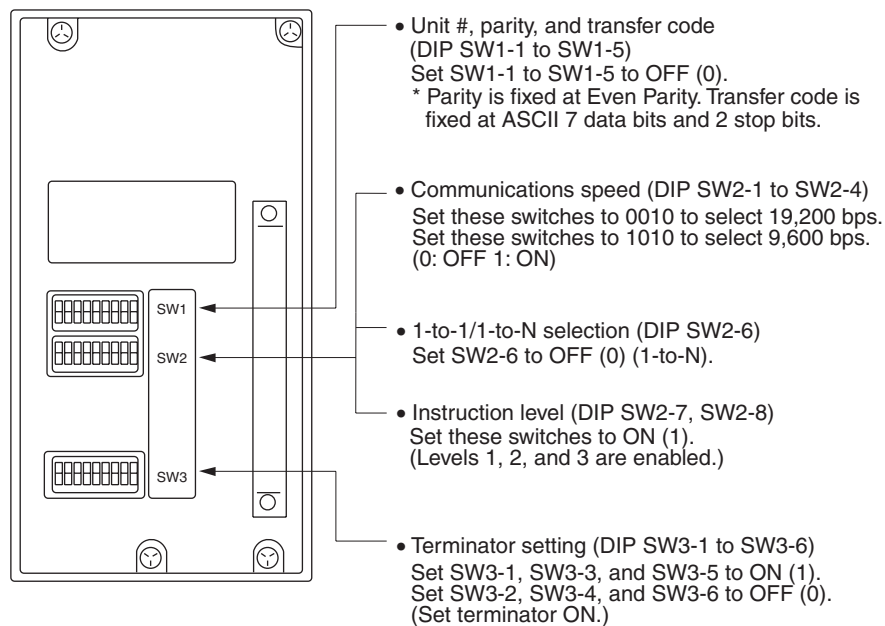 • Unit #, parity, and transfer code
(DIP SW1-1 to SW1-5)
Set SW1-1 to SW1-5 to OFF (0).
* Parity is fixed at Even Parity. Transfer code is
fixed at ASCII 7 data bits and 2 stop bits.
• Communications speed (DIP SW2-1 to SW2-4)
Set these switches to 0010 to select 19,200 bps.
Set these switches to 1010 to select 9,600 bps.
(0: OFF 1: ON)
SW1
• 1-to-1/1-to-N selection (DIP SW2-6)
Set SW2-6 to OFF (0) (1-to-N).
SW2
• Instruction level (DIP SW2-7, SW2-8)
Set these switches to ON (1).
(Levels 1, 2, and 3 are enabled.)
SW3
• Terminator setting (DIP SW3-1 to SW3-6)
Set SW3-1, SW3-3, and SW3-5 to ON (1).
Set SW3-2, SW3-4, and SW3-6 to OFF (0).
(Set terminator ON.)